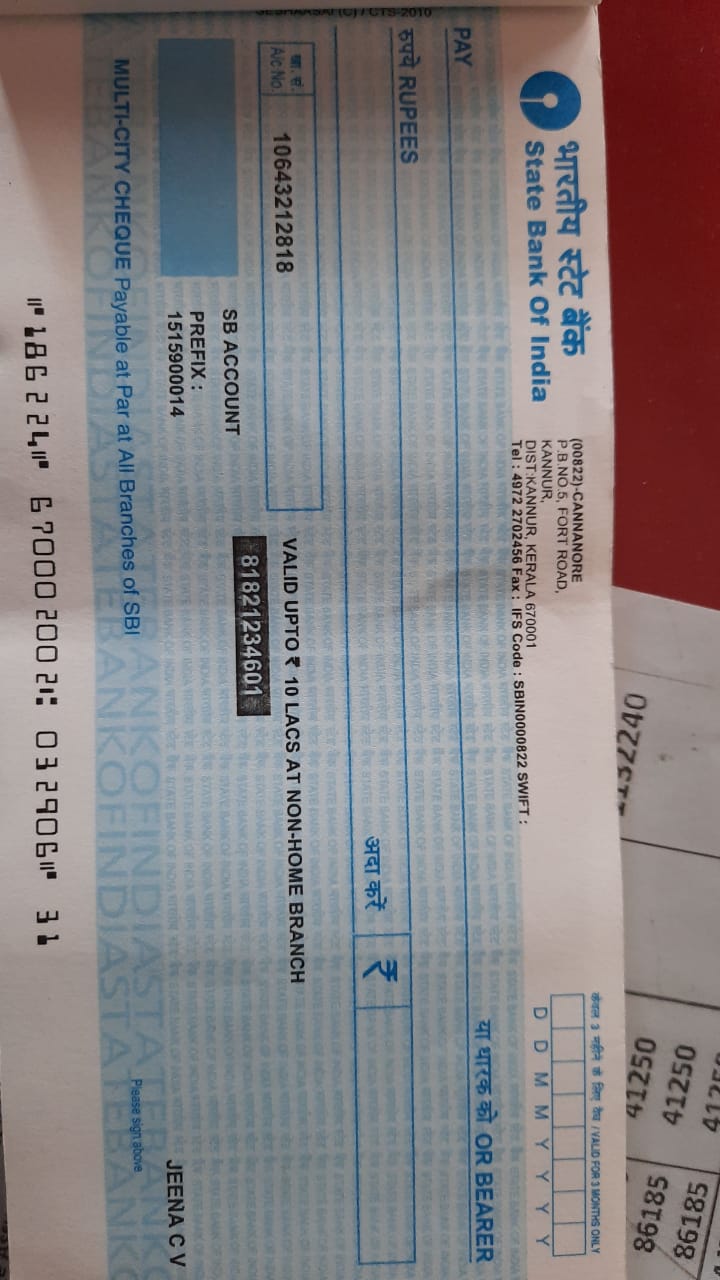 SESHAASAI (C) / CTS-2010
भारतीय स्टेट बैंक
State Bank Of India
(00822)-CANNANORE
P.B.NO.5, FORT ROAD,
KANNUR,
DIST:KANNUR, KERALA 670001
Tel : 4972 2702456 Fax : IFS Code : SBIN0000822 SWIFT :
केवल 3 महीने के लिए वैध / VALID FOR 3 MONTHS ONLY
D D M M Y Y Y Y
PAY
या धारक को OR BEARER
रुपये RUPEES
अदा करें
₹
खा. सं.
A/c No.
10643212818
VALID UPTO ₹ 10 LACS AT NON-HOME BRANCH
SB ACCOUNT
81821234601
PREFIX :
1515900014
JEENA C V
Please sign above
MULTI-CITY CHEQUE Payable at Par at All Branches of SBI
⑈186224⑈ 670002002⑆ 032906⑈ 31
41250
86185
41250
86185